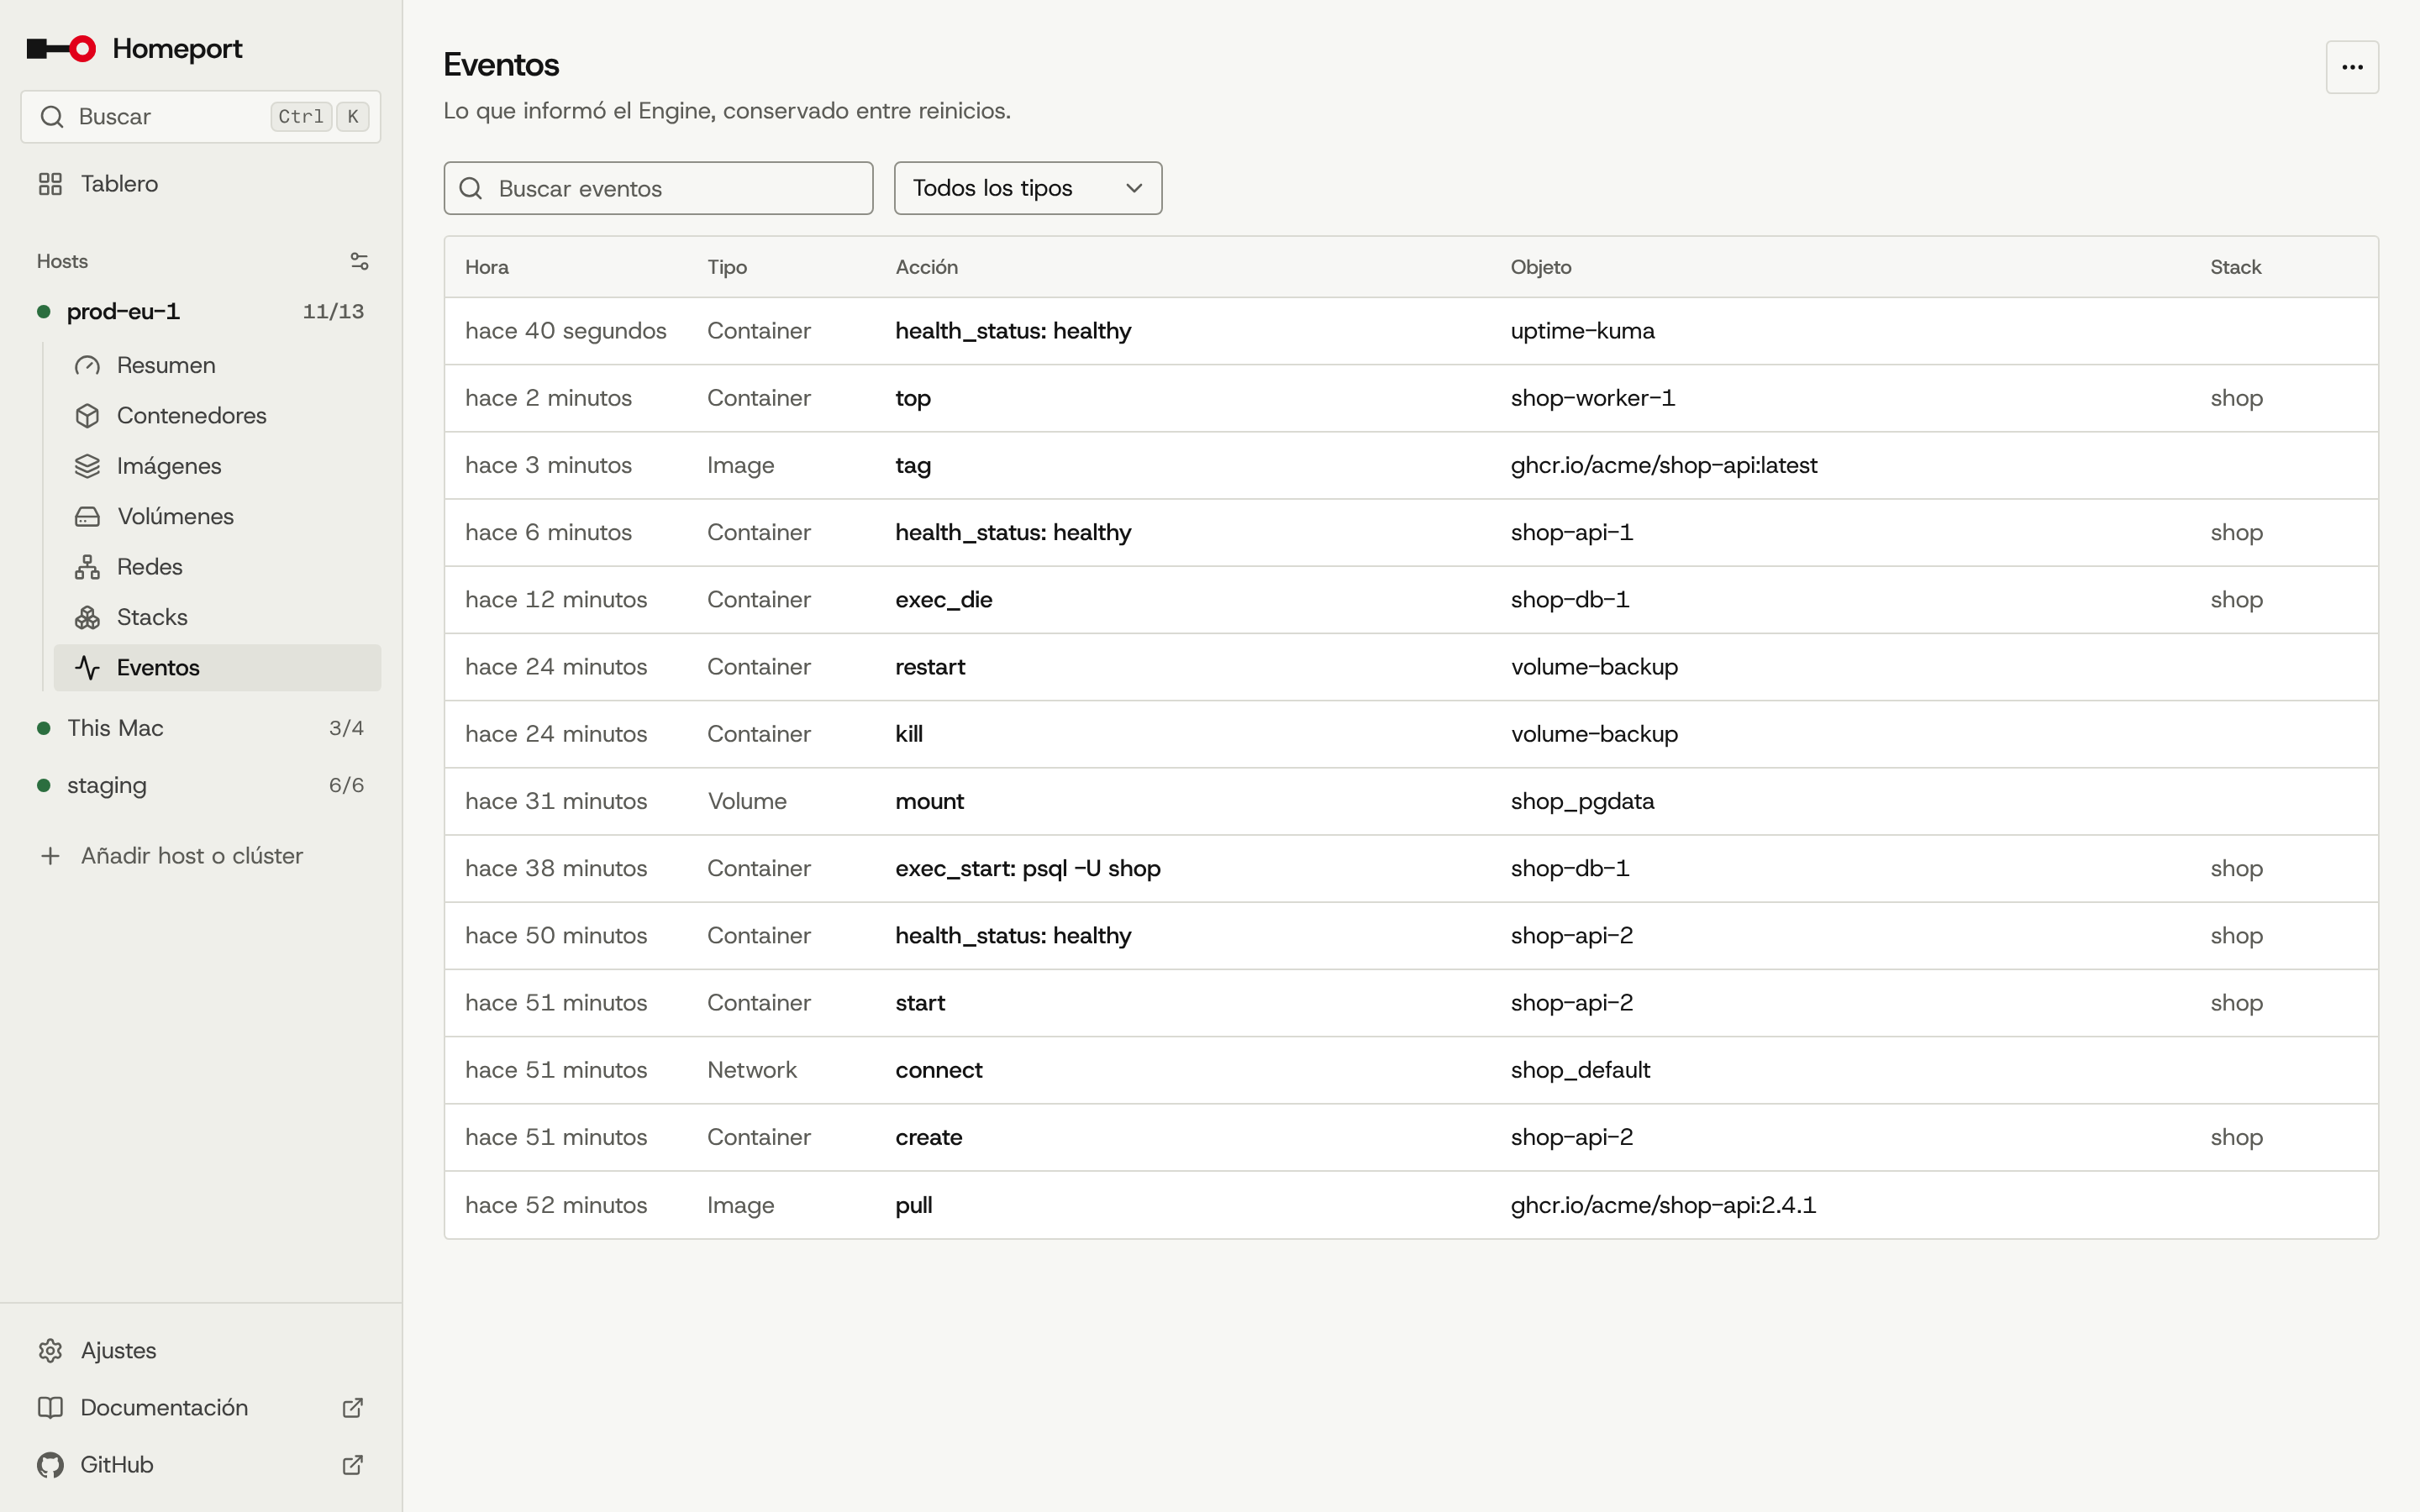 Homeport
Buscar Ctrl K
Tablero
Hosts
prod-eu-1 11/13
Resumen
Contenedores
Imágenes
Volúmenes
Redes
Stacks
Eventos
This Mac 3/4
staging 6/6
Añadir host o clúster
Ajustes
Documentación
GitHub
Eventos
Lo que informó el Engine, conservado entre reinicios.
Buscar eventos Todos los tipos
Hora Tipo Acción Objeto Stack
hace 40 segundos Container health_status: healthy uptime-kuma
hace 2 minutos Container top shop-worker-1 shop
hace 3 minutos Image tag ghcr.io/acme/shop-api:latest
hace 6 minutos Container health_status: healthy shop-api-1 shop
hace 12 minutos Container exec_die shop-db-1 shop
hace 24 minutos Container restart volume-backup
hace 24 minutos Container kill volume-backup
hace 31 minutos Volume mount shop_pgdata
hace 38 minutos Container exec_start: psql -U shop shop-db-1 shop
hace 50 minutos Container health_status: healthy shop-api-2 shop
hace 51 minutos Container start shop-api-2 shop
hace 51 minutos Network connect shop_default
hace 51 minutos Container create shop-api-2 shop
hace 52 minutos Image pull ghcr.io/acme/shop-api:2.4.1